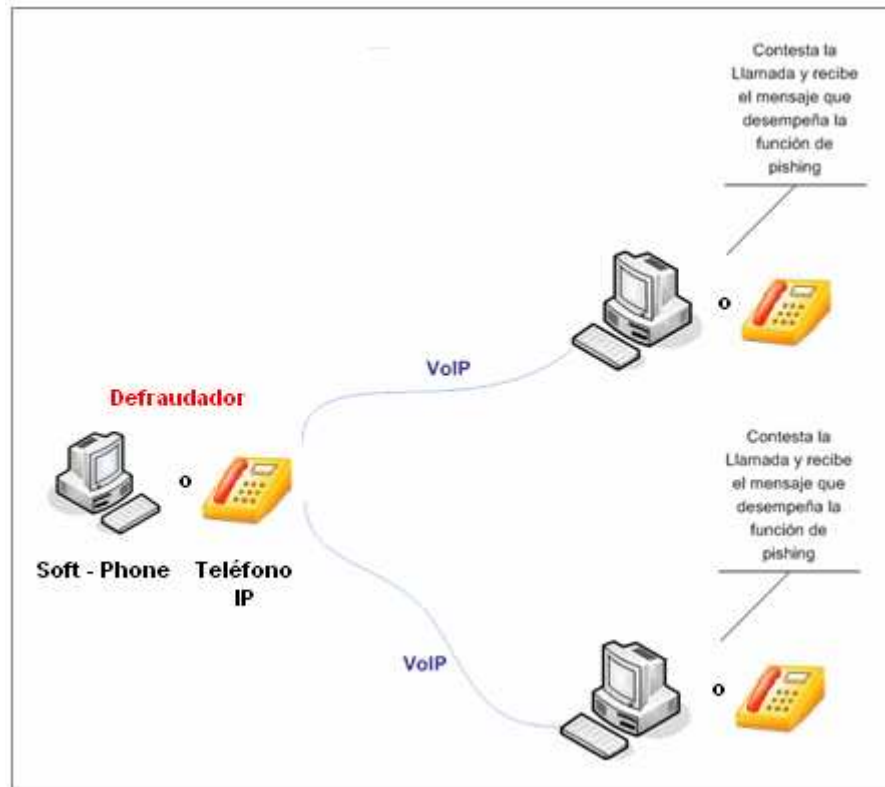 Contesta la
Llamada y recibe
el mensaje que
desempeña la
función de
pishing
o
VoIP
Defraudador
o
Soft - Phone
Teléfono
IP
Contesta la
Llamada y recibe
el mensaje que
desempeña la
función de
pishing
VoIP
o